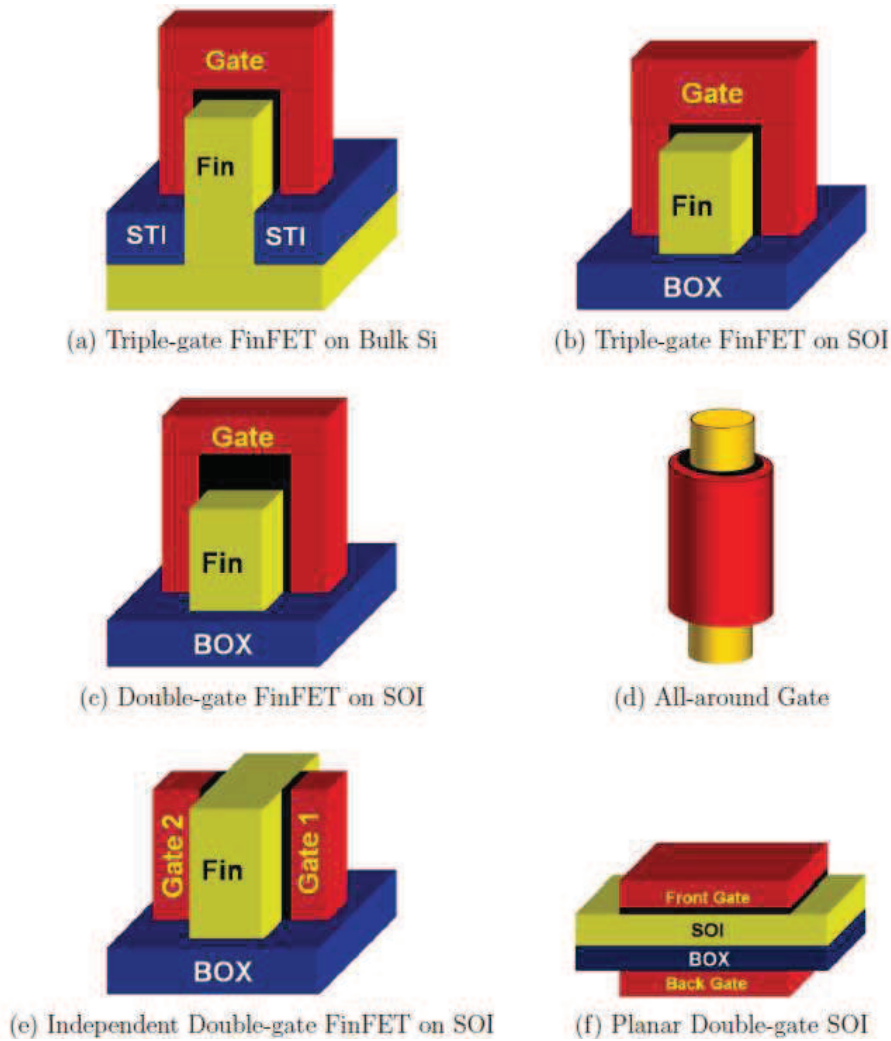 Gate
Fin
STI STI
(a) Triple-gate FinFET on Bulk Si
Gate
Fin
BOX
(b) Triple-gate FinFET on SOI
Gate
Fin
BOX
(c) Double-gate FinFET on SOI
(d) All-around Gate
Gate 2 Fin Gate 1
BOX
(e) Independent Double-gate FinFET on SOI
Front Gate
SOI
BOX
Back Gate
(f) Planar Double-gate SOI